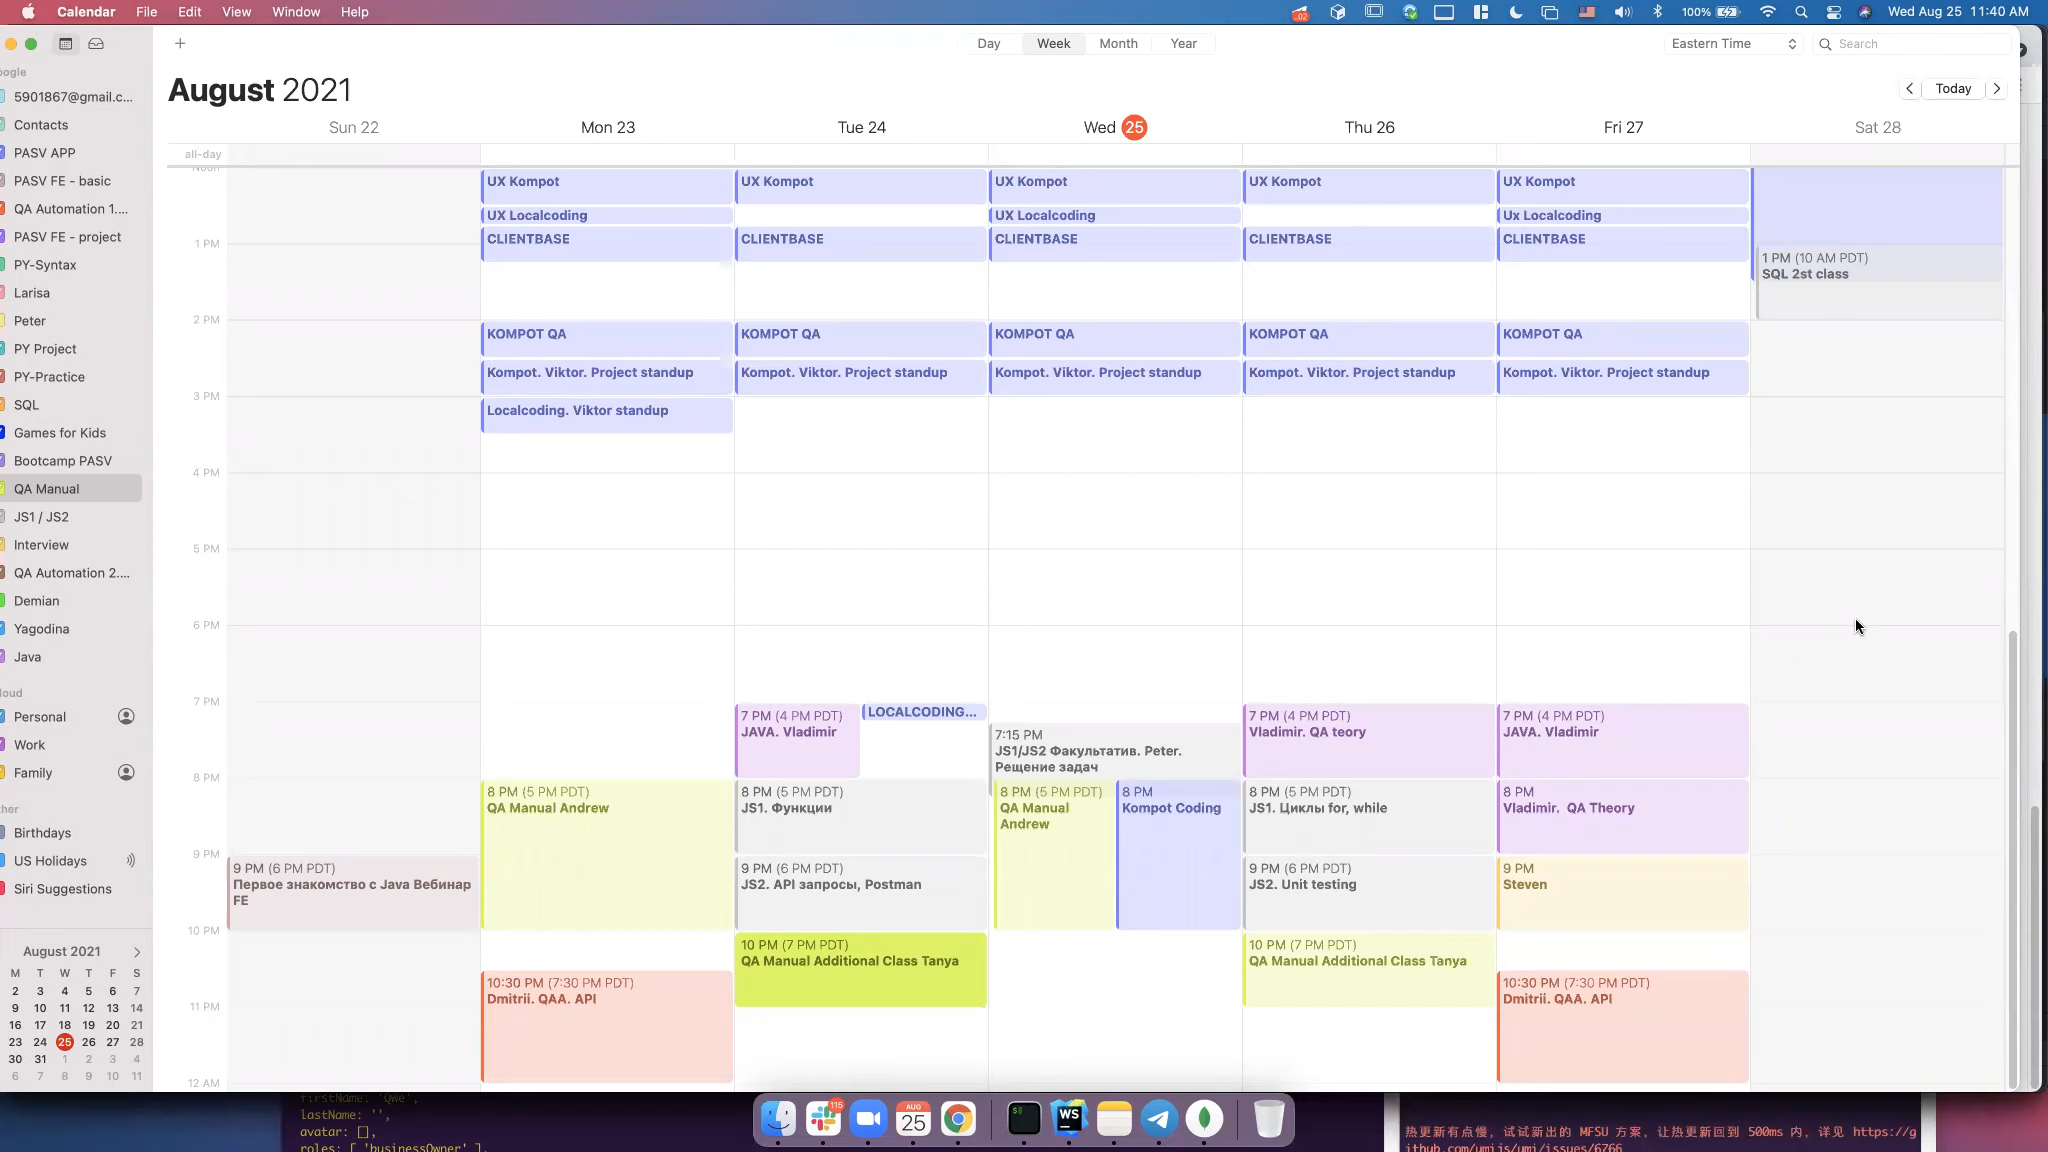 Calendar File Edit View Window Help
.02 100% Wed Aug 25 11:40 AM
Day Week Month Year
Eastern Time
Search
August 2021
Today
Sun 22 Mon 23 Tue 24 Wed 25 Thu 26 Fri 27 Sat 28
all-day
oogle
5901867@gmail.c...
Contacts
PASV APP
PASV FE - basic
QA Automation 1....
PASV FE - project
PY-Syntax
Larisa
Peter
PY Project
PY-Practice
SQL
Games for Kids
Bootcamp PASV
QA Manual
JS1 / JS2
Interview
QA Automation 2....
Demian
Yagodina
Java
loud
Personal
Work
Family
ther
Birthdays
US Holidays
Siri Suggestions
August 2021
M T W T F S
2 3 4 5 6 7
9 10 11 12 13 14
16 17 18 19 20 21
23 24 25 26 27 28
30 31 1 2 3 4
6 7 8 9 10 11
Noon
1 PM
2 PM
3 PM
4 PM
5 PM
6 PM
7 PM
8 PM
9 PM
10 PM
11 PM
12 AM
9 PM (6 PM PDT)
Первое знакомство с Java Вебинар
FE
UX Kompot
UX Localcoding
CLIENTBASE
KOMPOT QA
Kompot. Viktor. Project standup
Localcoding. Viktor standup
8 PM (5 PM PDT)
QA Manual Andrew
10:30 PM (7:30 PM PDT)
Dmitrii. QAA. API
UX Kompot
CLIENTBASE
KOMPOT QA
Kompot. Viktor. Project standup
7 PM (4 PM PDT)
JAVA. Vladimir
LOCALCODING...
8 PM (5 PM PDT)
JS1. Функции
9 PM (6 PM PDT)
JS2. API запросы, Postman
10 PM (7 PM PDT)
QA Manual Additional Class Tanya
UX Kompot
UX Localcoding
CLIENTBASE
KOMPOT QA
Kompot. Viktor. Project standup
7:15 PM
JS1/JS2 Факультатив. Peter.
Рещение задач
8 PM (5 PM PDT)
QA Manual
Andrew
8 PM
Kompot Coding
UX Kompot
CLIENTBASE
KOMPOT QA
Kompot. Viktor. Project standup
7 PM (4 PM PDT)
Vladimir. QA teory
8 PM (5 PM PDT)
JS1. Циклы for, while
9 PM (6 PM PDT)
JS2. Unit testing
10 PM (7 PM PDT)
QA Manual Additional Class Tanya
UX Kompot
Ux Localcoding
CLIENTBASE
KOMPOT QA
Kompot. Viktor. Project standup
7 PM (4 PM PDT)
JAVA. Vladimir
8 PM
Vladimir. QA Theory
9 PM
Steven
10:30 PM (7:30 PM PDT)
Dmitrii. QAA. API
1 PM (10 AM PDT)
SQL 2st class
firstName: 'Qwe',
lastName: '',
avatar: [],
roles: [ 'businessOwner' ],
115
AUG
25
WS
热更新有点慢，试试新出的 MFSU 方案，让热更新回到 500ms 内，详见 https://g
ithub.com/umijs/umi/issues/6766